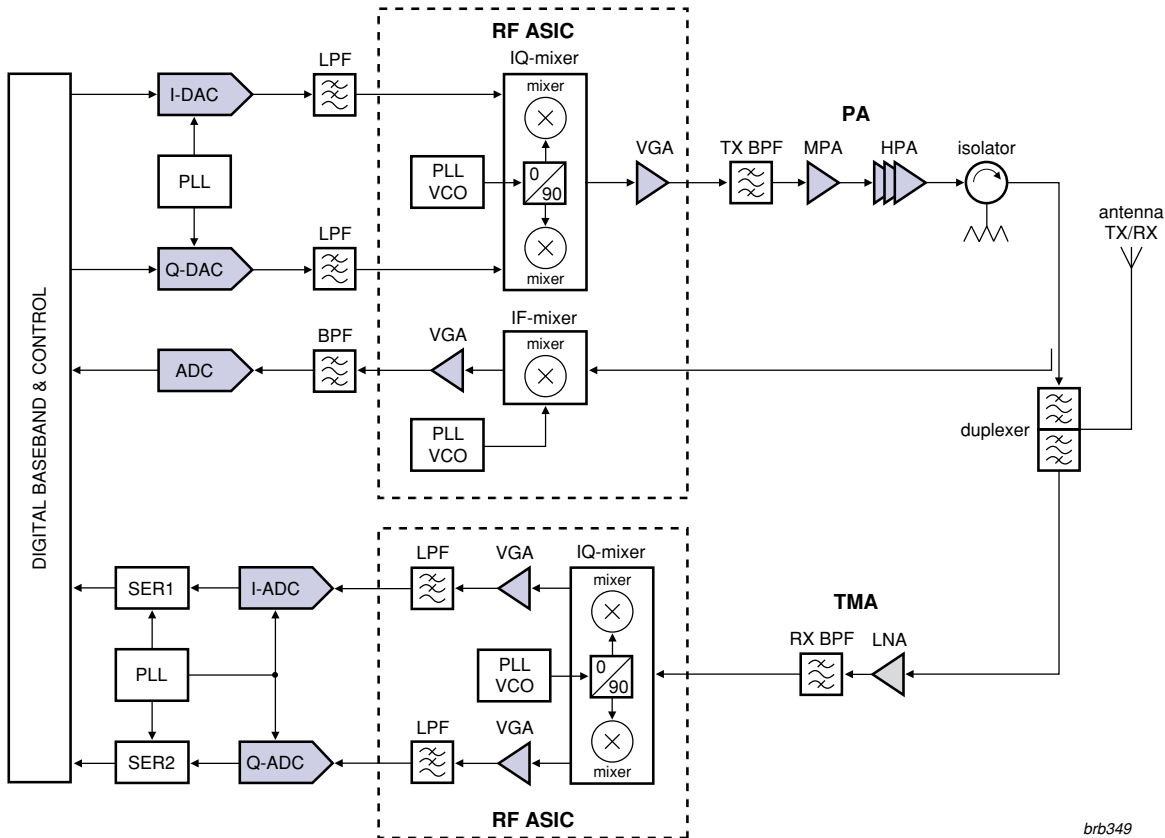 RF ASIC
IQ-mixer
LPF
mixer
I-DAC
PA
VGA
TX BPF
MPA
HPA
isolator
PLL
PLL
VCO
0
90
antenna
TX/RX
LPF
Q-DAC
mixer
DIGITAL BASEBAND & CONTROL
IF-mixer
BPF
VGA
mixer
ADC
PLL
VCO
duplexer
LPF
VGA
IQ-mixer
mixer
SER1
I-ADC
TMA
RX BPF
LNA
PLL
PLL
VCO
0
90
LPF
VGA
SER2
Q-ADC
mixer
RF ASIC
brb349